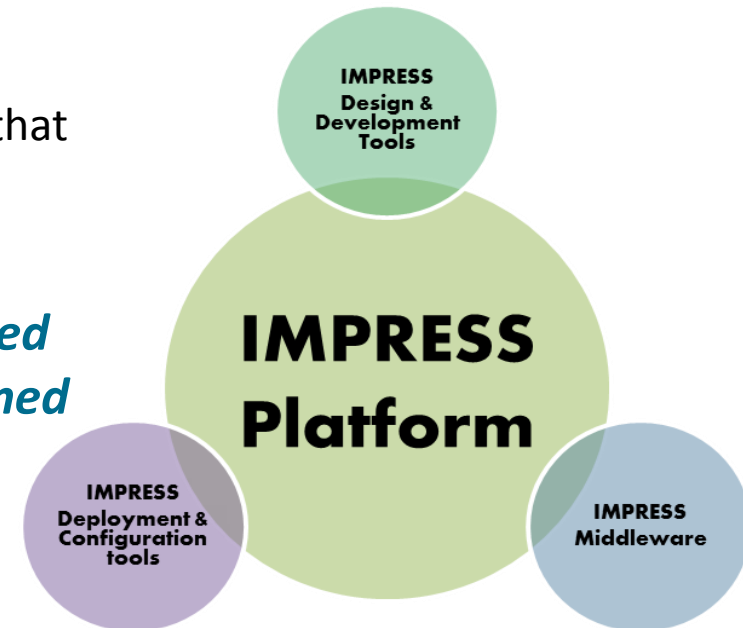 that
ed
ned
IMPRESS
Design &
Development
Tools
IMPRESS
Platform
IMPRESS
Deployment &
Configuration
tools
IMPRESS
Middleware